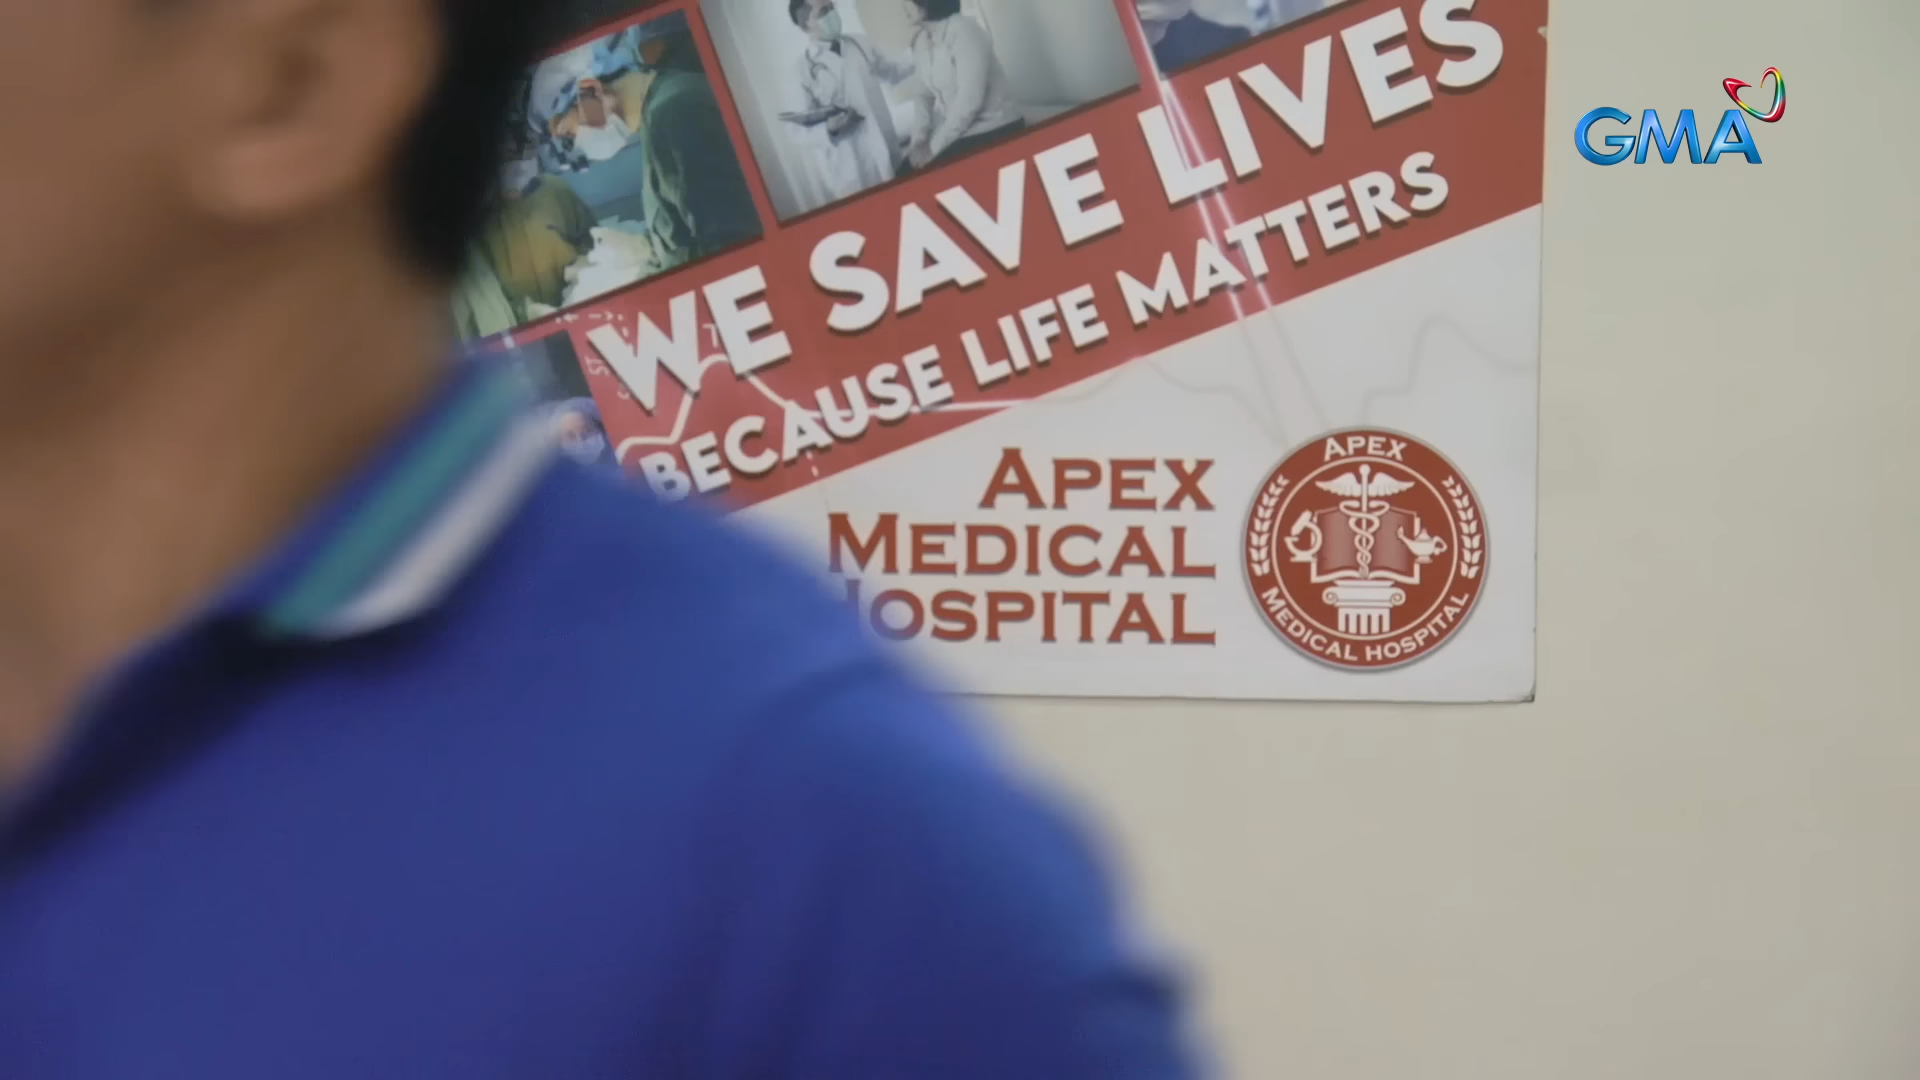 GMA
WE SAVE LIVES
BECAUSE LIFE MATTERS
APEX
MEDICAL
HOSPITAL
APEX
MEDICAL HOSPITAL